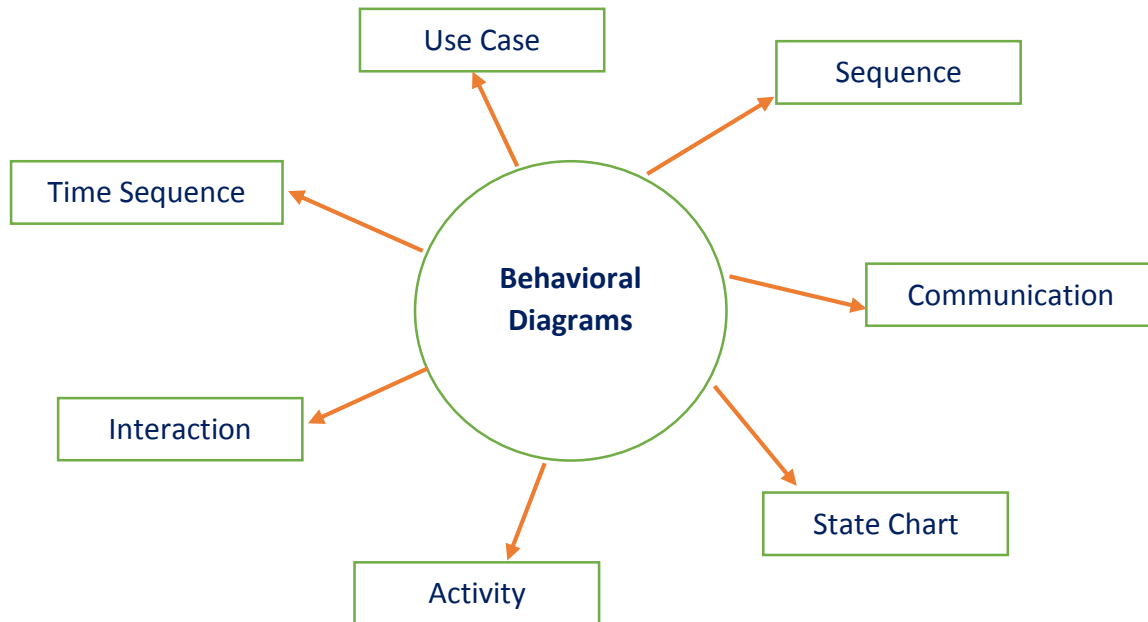 Use Case
Sequence
Time Sequence
Behavioral
Diagrams
Communication
Interaction
State Chart
Activity